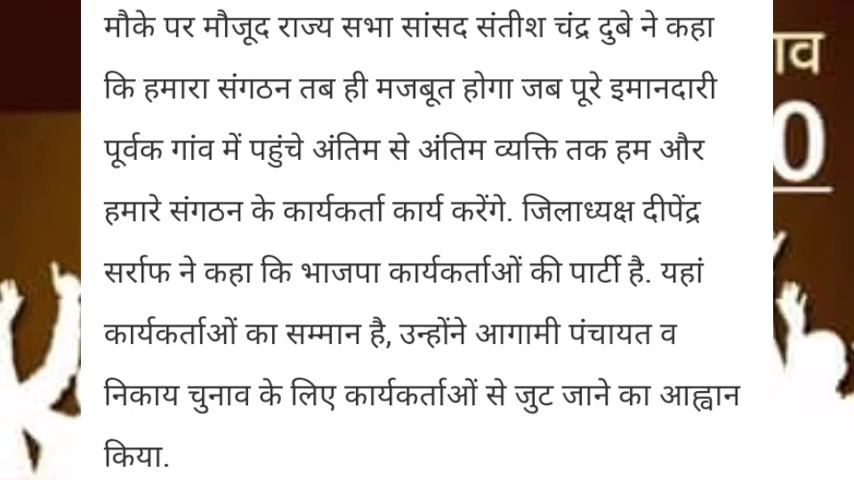 मौके पर मौजूद राज्य सभा सांसद संतीश चंद्र दुबे ने कहा
कि हमारा संगठन तब ही मजबूत होगा जब पूरे इमानदारी
पूर्वक गांव में पहुंचे अंतिम से अंतिम व्यक्ति तक हम और
हमारे संगठन के कार्यकर्ता कार्य करेंगे. जिलाध्यक्ष दीपेंद्र
सर्राफ ने कहा कि भाजपा कार्यकर्ताओं की पार्टी है. यहां
कार्यकर्ताओं का सम्मान है, उन्होंने आगामी पंचायत व
निकाय चुनाव के लिए कार्यकर्ताओं से जुट जाने का आह्वान
किया.